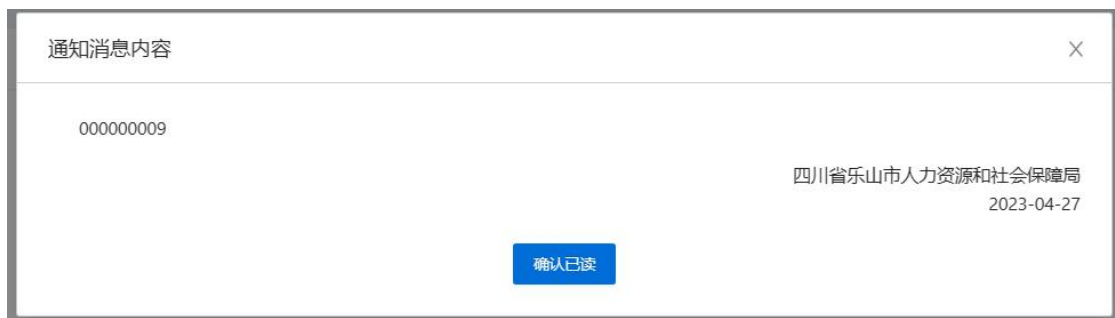 通知消息内容
000000009
四川省乐山市人力资源和社会保障局
2023-04-27
确认已读